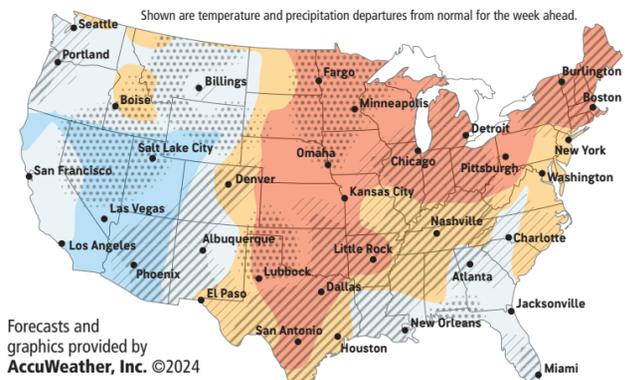 Shown are temperature and precipitation departures from normal for the week ahead.
Seattle
Portland
Billings
Boise
Fargo
Minneapolis
Burlington
Boston
Detroit
New York
Chicago
Pittsburgh
Washington
Salt Lake City
San Francisco
Omaha
Denver
Kansas City
Las Vegas
Nashville
Los Angeles
Albuquerque
Little Rock
Charlotte
Phoenix
Lubbock
Atlanta
El Paso
Dallas
Jacksonville
San Antonio
New Orleans
Houston
Miami
Forecasts and
graphics provided by
AccuWeather, Inc. ©2024